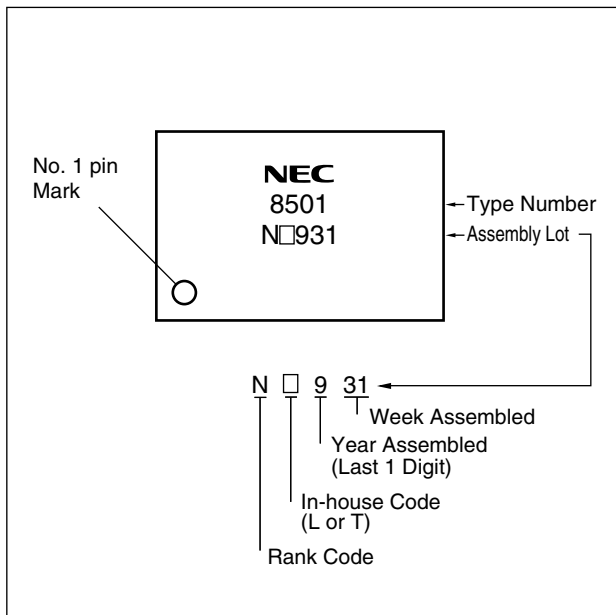 No. 1 pin
Mark
NEC
8501
N□931
Type Number
Assembly Lot
N □ 9 31
Week Assembled
Year Assembled
(Last 1 Digit)
In-house Code
(L or T)
Rank Code